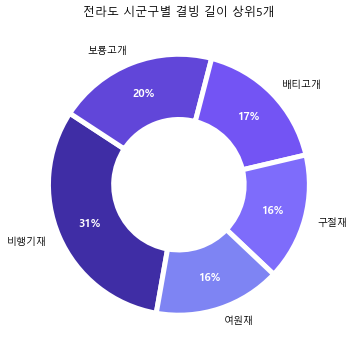 전라도 시군구별 결빙 길이 상위5개
보룡고개
20%
배티고개
17%
구절재
16%
여원재
16%
비행기재
31%